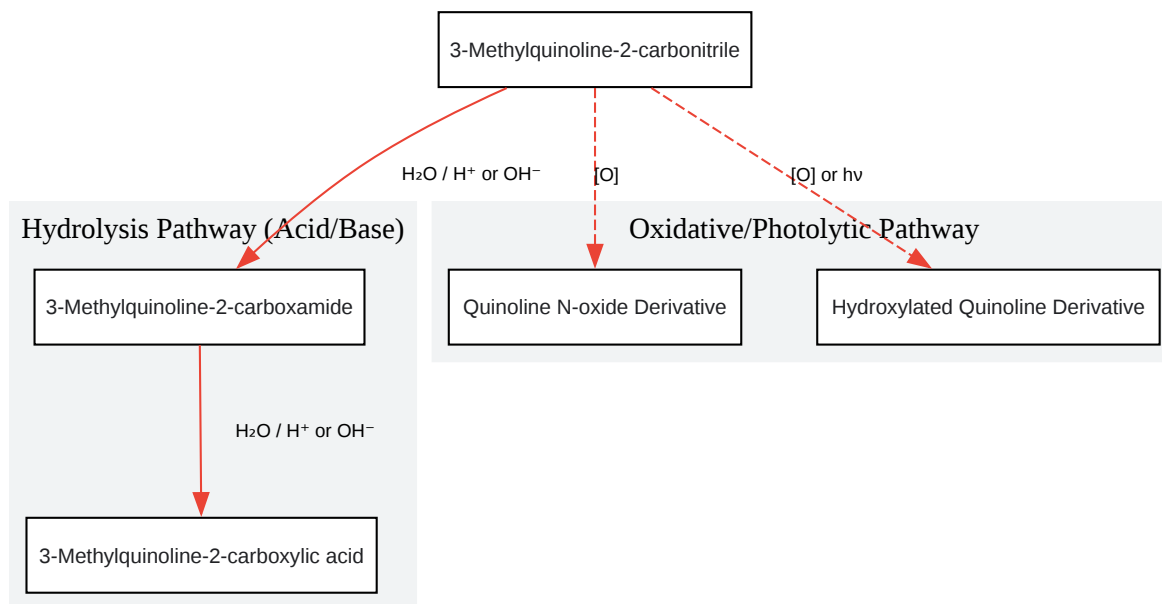 3-Methylquinoline-2-carbonitrile
H₂O / H⁺ or OH⁻
[O]
[O] or hν
Hydrolysis Pathway (Acid/Base)
Oxidative/Photolytic Pathway
3-Methylquinoline-2-carboxamide
Quinoline N-oxide Derivative
Hydroxylated Quinoline Derivative
H₂O / H⁺ or OH⁻
3-Methylquinoline-2-carboxylic acid